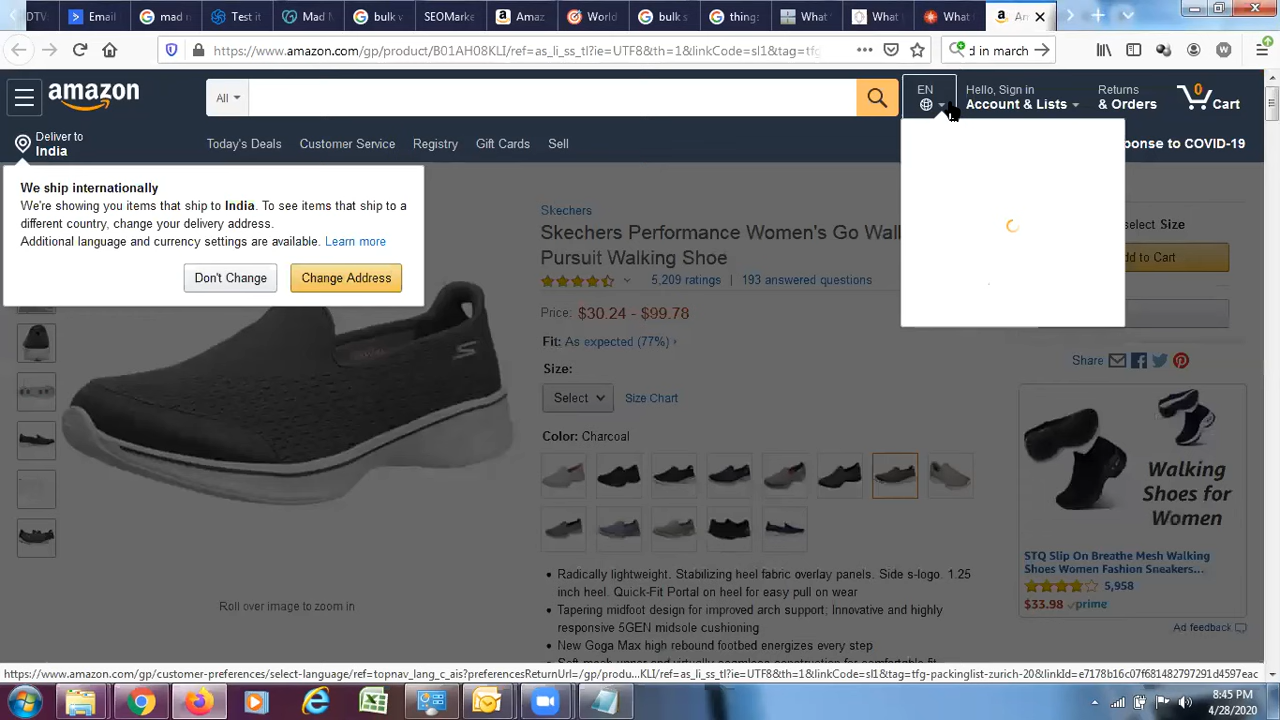 DTV
Email
mad m
Test it
Mad M
bulk v
SEOMarke
Amaz
World
bulk s
thing:
What
What
What
Am
https://www.amazon.com/gp/product/B01AH08KLI/ref=as_li_ss_tl?ie=UTF8&th=1&linkCode=sl1&tag=tfg
d in march
amazon
All
EN
Hello, Sign in
Account & Lists
Returns
& Orders
0
Cart
Deliver to
India
Today's Deals
Customer Service
Registry
Gift Cards
Sell
ponse to COVID-19
We ship internationally
We're showing you items that ship to India. To see items that ship to a
different country, change your delivery address.
Additional language and currency settings are available. Learn more
Don't Change
Change Address
Skechers
Skechers Performance Women's Go Wal
Pursuit Walking Shoe
5,209 ratings
193 answered questions
Price: $30.24 - $99.78
Fit: As expected (77%)
Size:
Select
Size Chart
Color: Charcoal
elect Size
dd to Cart
Share
Walking
Shoes for
Women
STQ Slip On Breathe Mesh Walking
Shoes Women Fashion Sneakers...
5,958
$33.98 prime
Ad feedback
• Radically lightweight. Stabilizing heel fabric overlay panels. Side s-logo. 1.25
inch heel. Quick-Fit Portal on heel for easy pull on wear
• Tapering midfoot design for improved arch support; Innovative and highly
responsive 5GEN midsole cushioning
• New Goga Max high rebound footbed energizes every step
Roll over image to zoom in
https://www.amazon.com/gp/customer-preferences/select-language/ref=topnav_lang_c_ais?preferencesReturnUrl=/gp/produ...KLI/ref=as_li_ss_tl?ie=UTF8&th=1&linkCode=sl1&tag=tfg-packinglist-zurich-20&linkId=e7178b16c07f681482797291d4597eac
8:45 PM
4/28/2020